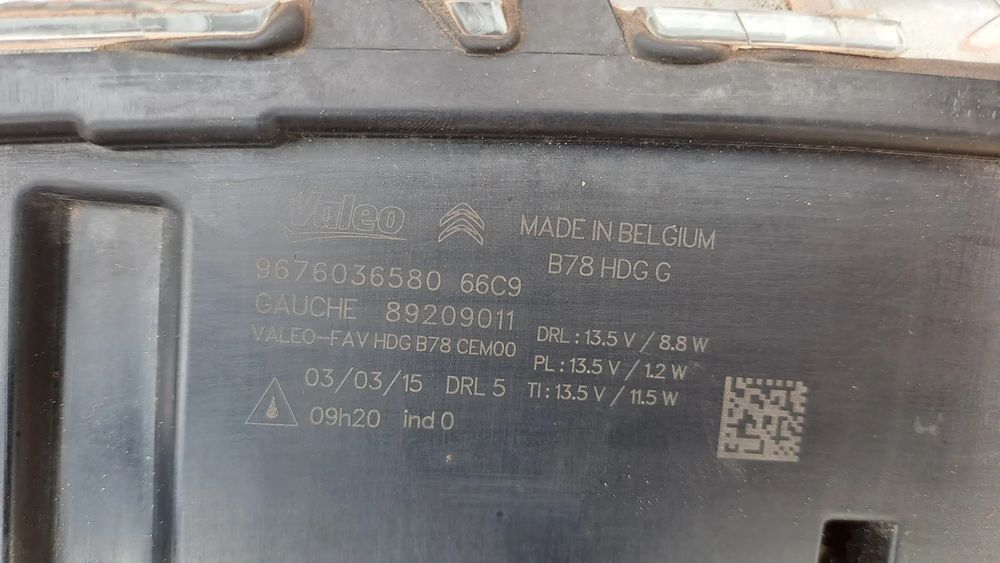 Valeo
MADE IN BELGIUM
B78 HDG G
9676036580 66C9
GAUCHE 89209011
VALEO-FAV HDG B78 CEM00
DRL : 13.5 V / 8.8 W
PL : 13.5 V / 1.2 W
TI : 13.5 V / 11.5 W
03/03/15 DRL 5
09h20 ind 0